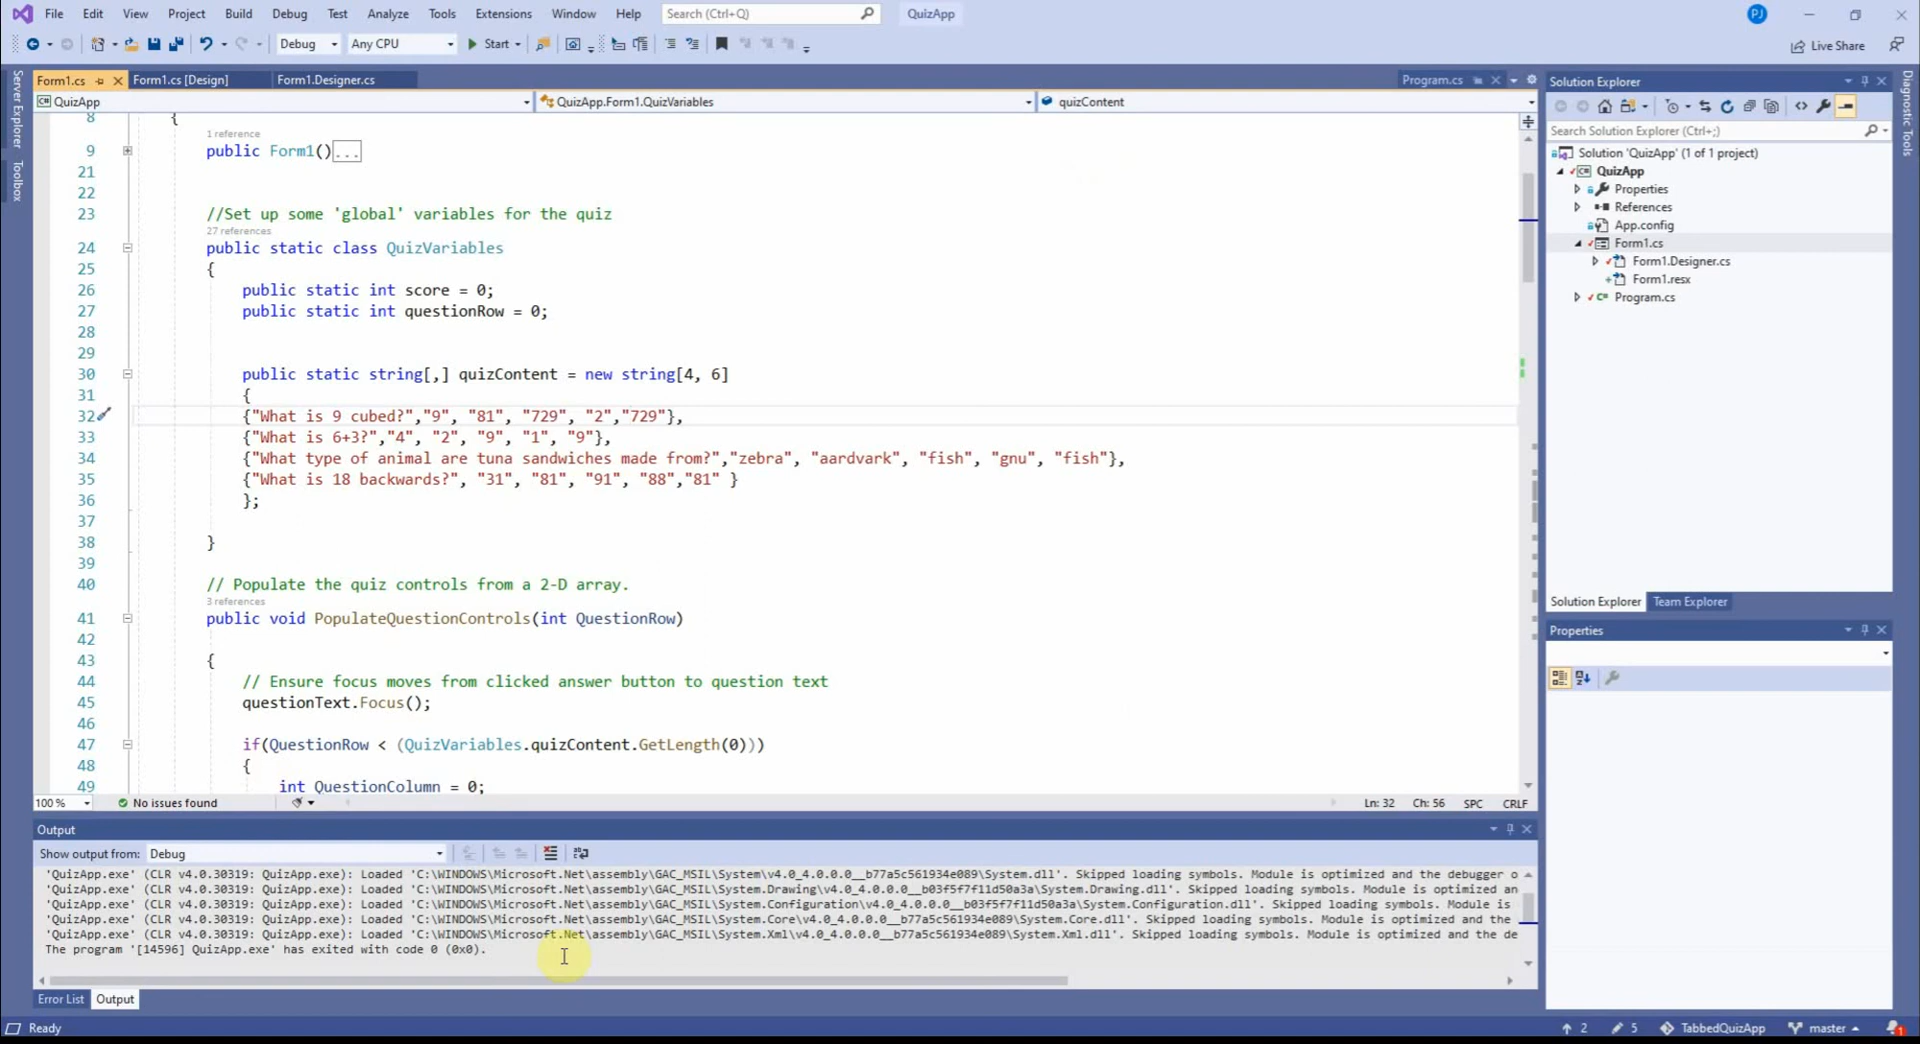 File Edit View Project Build Debug Test Analyze Tools Extensions Window Help Search (Ctrl+Q) QuizApp PJ
Debug Any CPU Start Live Share
Form1.cs Form1.cs [Design] Form1.Designer.cs Program.cs
QuizApp QuizApp.Form1.QuizVariables quizContent
Server Explorer
Toolbox
8 {
1 reference
9 public Form1()...
21
22
23 //Set up some 'global' variables for the quiz
27 references
24 public static class QuizVariables
25 {
26 public static int score = 0;
27 public static int questionRow = 0;
28
29
30 public static string[,] quizContent = new string[4, 6]
31 {
32 {"What is 9 cubed?","9", "81", "729", "2","729"},
33 {"What is 6+3?","4", "2", "9", "1", "9"},
34 {"What type of animal are tuna sandwiches made from?","zebra", "aardvark", "fish", "gnu", "fish"},
35 {"What is 18 backwards?", "31", "81", "91", "88","81" }
36 };
37
38 }
39
40 // Populate the quiz controls from a 2-D array.
3 references
41 public void PopulateQuestionControls(int QuestionRow)
42
43 {
44 // Ensure focus moves from clicked answer button to question text
45 questionText.Focus();
46
47 if(QuestionRow < (QuizVariables.quizContent.GetLength(0)))
48 {
49 int QuestionColumn = 0;
100 % No issues found Ln: 32 Ch: 56 SPC CRLF
Output
Show output from: Debug
'QuizApp.exe' (CLR v4.0.30319: QuizApp.exe): Loaded 'C:\WINDOWS\Microsoft.Net\assembly\GAC_MSIL\System\v4.0_4.0.0.0__b77a5c561934e089\System.dll'. Skipped loading symbols. Module is optimized and the debugger o
'QuizApp.exe' (CLR v4.0.30319: QuizApp.exe): Loaded 'C:\WINDOWS\Microsoft.Net\assembly\GAC_MSIL\System.Drawing\v4.0_4.0.0.0__b03f5f7f11d50a3a\System.Drawing.dll'. Skipped loading symbols. Module is optimized an
'QuizApp.exe' (CLR v4.0.30319: QuizApp.exe): Loaded 'C:\WINDOWS\Microsoft.Net\assembly\GAC_MSIL\System.Configuration\v4.0_4.0.0.0__b03f5f7f11d50a3a\System.Configuration.dll'. Skipped loading symbols. Module is
'QuizApp.exe' (CLR v4.0.30319: QuizApp.exe): Loaded 'C:\WINDOWS\Microsoft.Net\assembly\GAC_MSIL\System.Core\v4.0_4.0.0.0__b77a5c561934e089\System.Core.dll'. Skipped loading symbols. Module is optimized and the
'QuizApp.exe' (CLR v4.0.30319: QuizApp.exe): Loaded 'C:\WINDOWS\Microsoft.Net\assembly\GAC_MSIL\System.Xml\v4.0_4.0.0.0__b77a5c561934e089\System.Xml.dll'. Skipped loading symbols. Module is optimized and the de
The program '[14596] QuizApp.exe' has exited with code 0 (0x0).
Error List Output
Solution Explorer
Search Solution Explorer (Ctrl+;)
Solution 'QuizApp' (1 of 1 project)
QuizApp
Properties
References
App.config
Form1.cs
Form1.Designer.cs
Form1.resx
Program.cs
Solution Explorer Team Explorer
Properties
Diagnostic Tools
Ready 2 5 TabbedQuizApp master 1